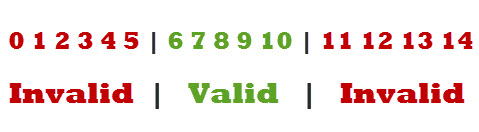 0 1 2 3 4 5 | 6 7 8 9 10 | 11 12 13 14
Invalid | Valid | Invalid